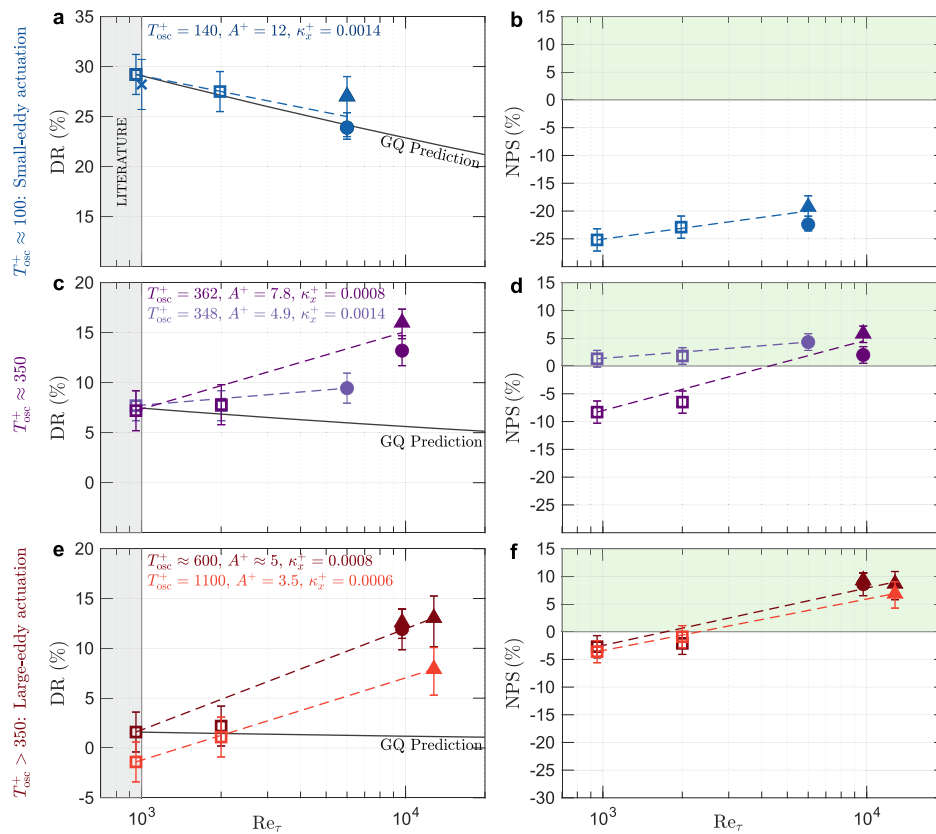 a
b
T⁺osc = 140, A⁺ = 12, κ⁺x = 0.0014
35
30
25
20
15
DR (%)
LITERATURE
GQ Prediction
T⁺osc ≈ 100: Small-eddy actuation
15
10
5
0
-5
-10
-15
-20
-25
NPS (%)
c
d
T⁺osc = 362, A⁺ = 7.8, κ⁺x = 0.0008
T⁺osc = 348, A⁺ = 4.9, κ⁺x = 0.0014
20
15
10
5
0
DR (%)
GQ Prediction
T⁺osc ≈ 350
15
10
5
0
-5
-10
-15
-20
-25
NPS (%)
e
f
T⁺osc ≈ 600, A⁺ ≈ 5, κ⁺x = 0.0008
T⁺osc = 1100, A⁺ = 3.5, κ⁺x = 0.0006
20
15
10
5
0
-5
DR (%)
GQ Prediction
T⁺osc > 350: Large-eddy actuation
10³
10⁴
Reτ
15
10
5
0
-5
-10
-15
-20
-25
-30
NPS (%)
10³
10⁴
Reτ